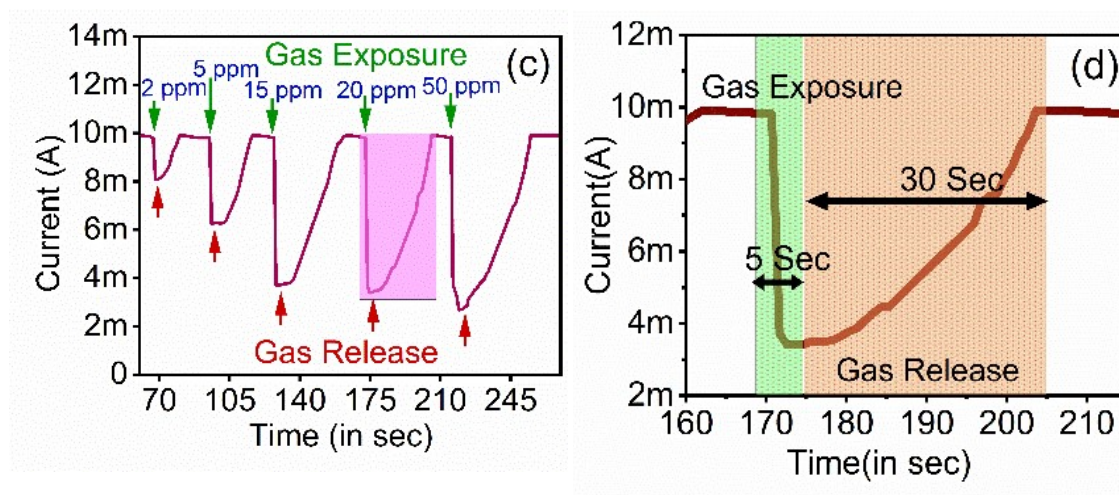 14m
12m
10m
8m
6m
4m
2m
0
Current (A)
Gas Exposure
(c)
2 ppm
5 ppm
15 ppm
20 ppm
50 ppm
Gas Release
70 105 140 175 210 245
Time (in sec)
12m
10m
8m
6m
4m
2m
Current(A)
(d)
Gas Exposure
30 Sec
5 Sec
Gas Release
160 170 180 190 200 210
Time(in sec)